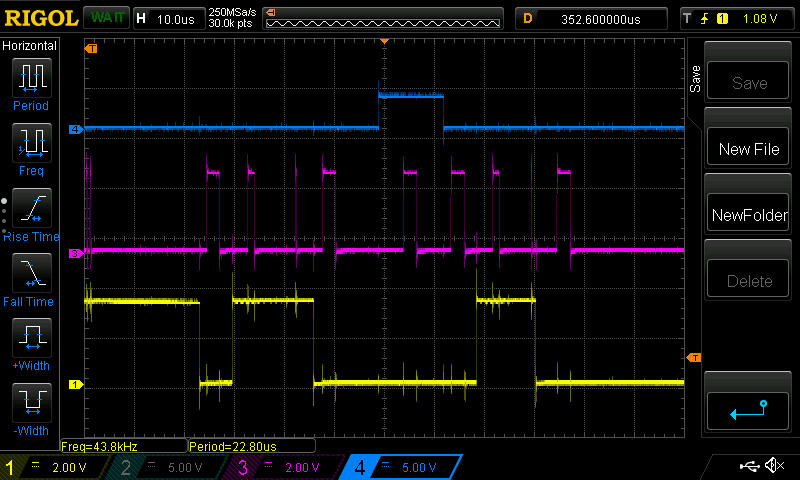 RIGOL WAIT H 10.0us 250MSa/s D 352.600000us T 1 1.08 V
30.0k pts
Horizontal
T
Save
Save
Period
4
New File
Freq
NewFolder
Rise Time
3
Delete
Fall Time
T
+Width
1
-Width
Freq=43.8kHz Period=22.80us
1 2.00 V 2 5.00 V 3 2.00 V 4 5.00 V